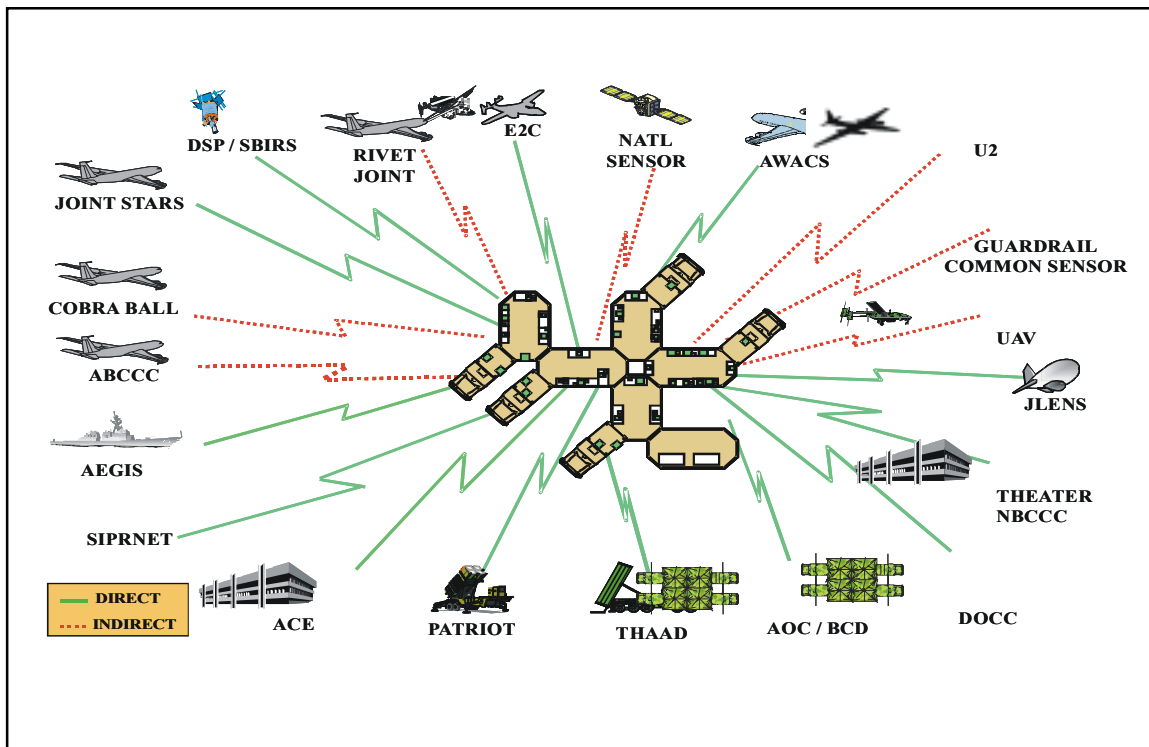 DSP / SBIRS
RIVET
JOINT
E2C
NATL
SENSOR
AWACS
U2
JOINT STARS
GUARDRAIL
COMMON SENSOR
COBRA BALL
UAV
ABCCC
JLENS
AEGIS
THEATER
NBCCC
SIPRNET
DIRECT
INDIRECT
ACE
PATRIOT
THAAD
AOC / BCD
DOCC